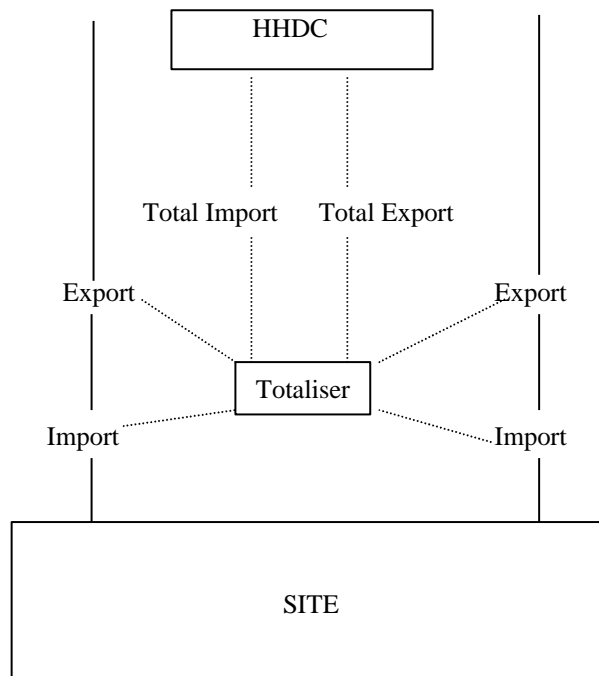 HHDC
Total Import Total Export
Export Export
Totaliser
Import Import
SITE